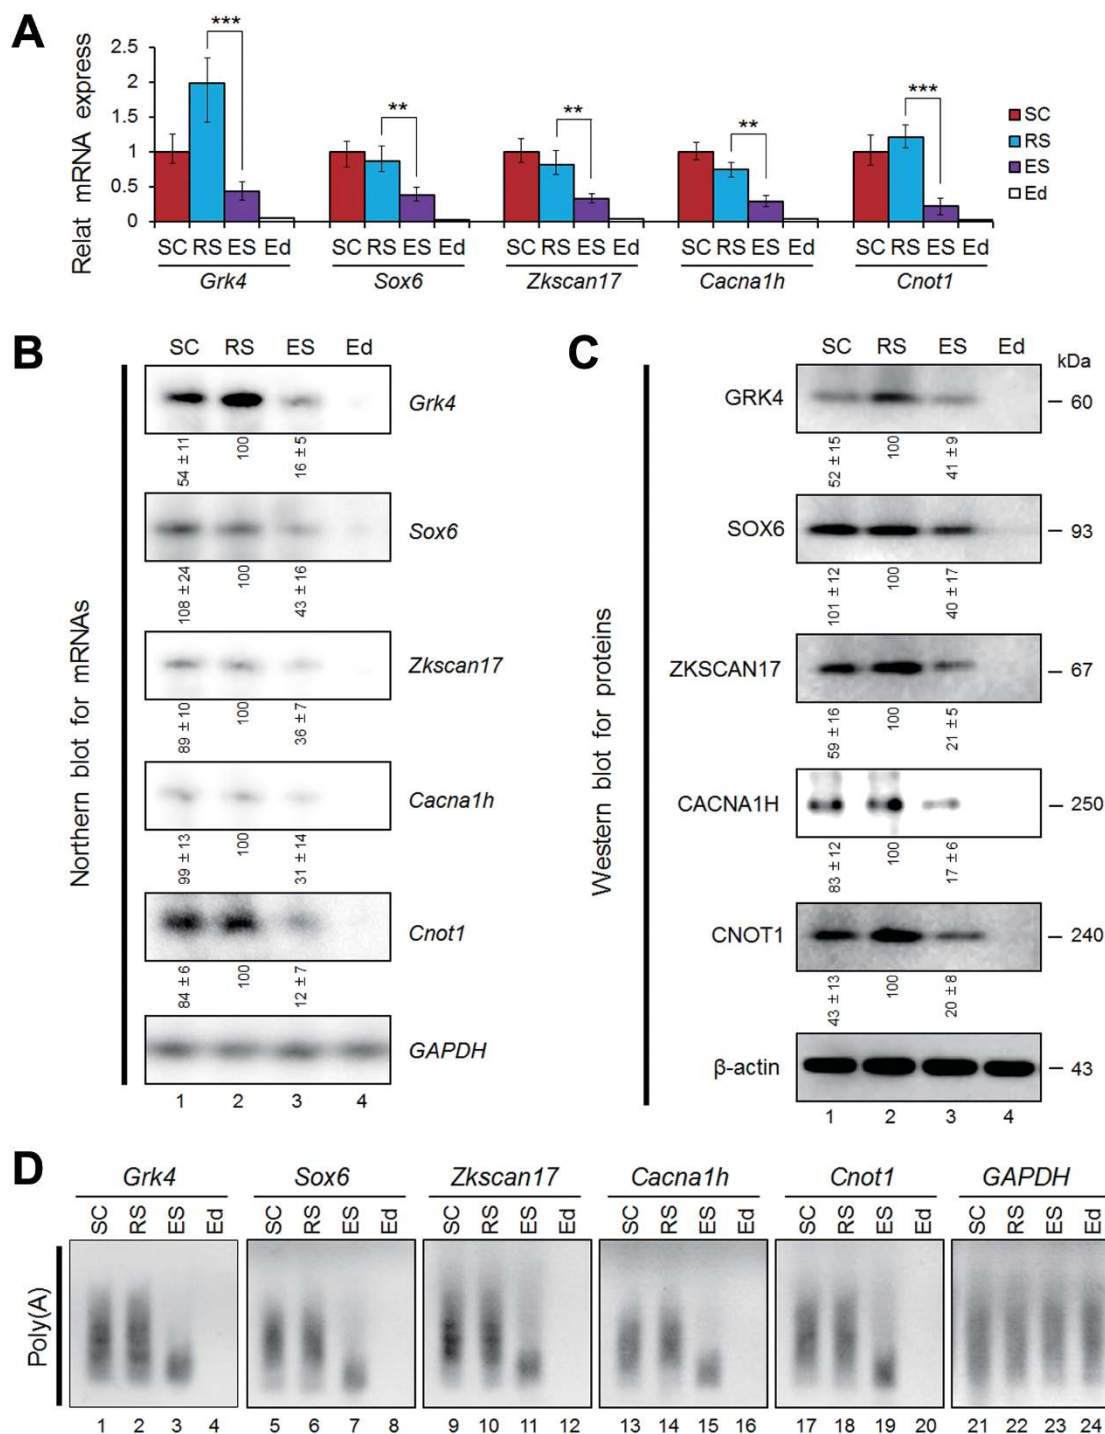 A
Relat mRNA express
2.5
2
1.5
1
0.5
0
*** ** ** ** ***
SC
RS
ES
Ed
SC RS ES Ed SC RS ES Ed SC RS ES Ed SC RS ES Ed SC RS ES Ed
Grk4 Sox6 Zkscan17 Cacna1h Cnot1
B
Northern blot for mRNAs
SC RS ES Ed
Grk4
54 ± 11 100 16 ± 5
Sox6
108 ± 24 100 43 ± 16
Zkscan17
89 ± 10 100 36 ± 7
Cacna1h
99 ± 13 100 31 ± 14
Cnot1
84 ± 6 100 12 ± 7
GAPDH
1 2 3 4
C
Western blot for proteins
SC RS ES Ed
kDa
GRK4 – 60
52 ± 15 100 41 ± 9
SOX6 – 93
101 ± 12 100 40 ± 17
ZKSCAN17 – 67
59 ± 16 100 21 ± 5
CACNA1H – 250
83 ± 12 100 17 ± 6
CNOT1 – 240
43 ± 13 100 20 ± 8
β-actin – 43
1 2 3 4
D
Grk4 Sox6 Zkscan17 Cacna1h Cnot1 GAPDH
SC RS ES Ed SC RS ES Ed SC RS ES Ed SC RS ES Ed SC RS ES Ed SC RS ES Ed
Poly(A)
1 2 3 4 5 6 7 8 9 10 11 12 13 14 15 16 17 18 19 20 21 22 23 24